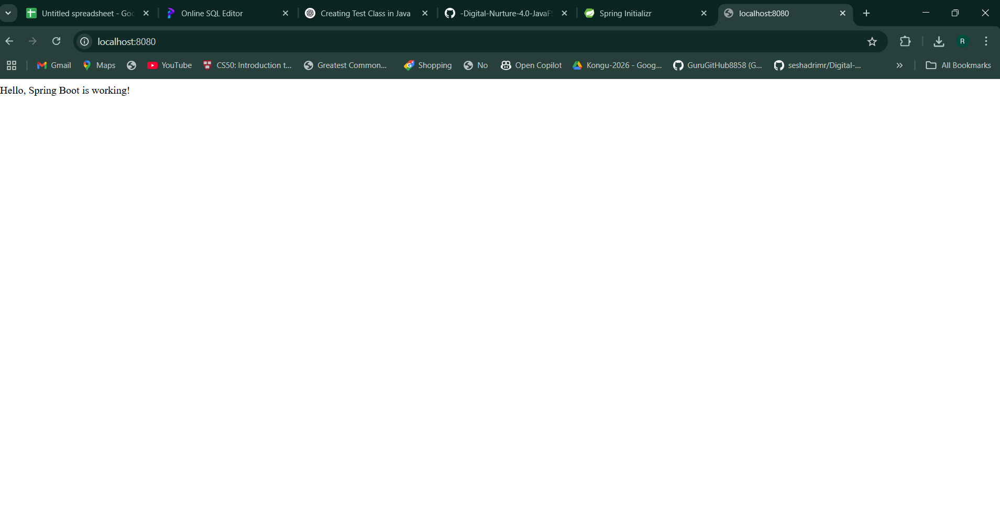 Untitled spreadsheet - Goo
Online SQL Editor
Creating Test Class in Java
-Digital-Nurture-4.0-JavaFS
Spring Initializr
localhost:8080
localhost:8080
R
Gmail
Maps
YouTube
CS50: Introduction t...
Greatest Common...
Shopping
No
Open Copilot
Kongu-2026 - Goog...
GuruGitHub8858 (G...
seshadrimr/Digital-...
All Bookmarks
Hello, Spring Boot is working!